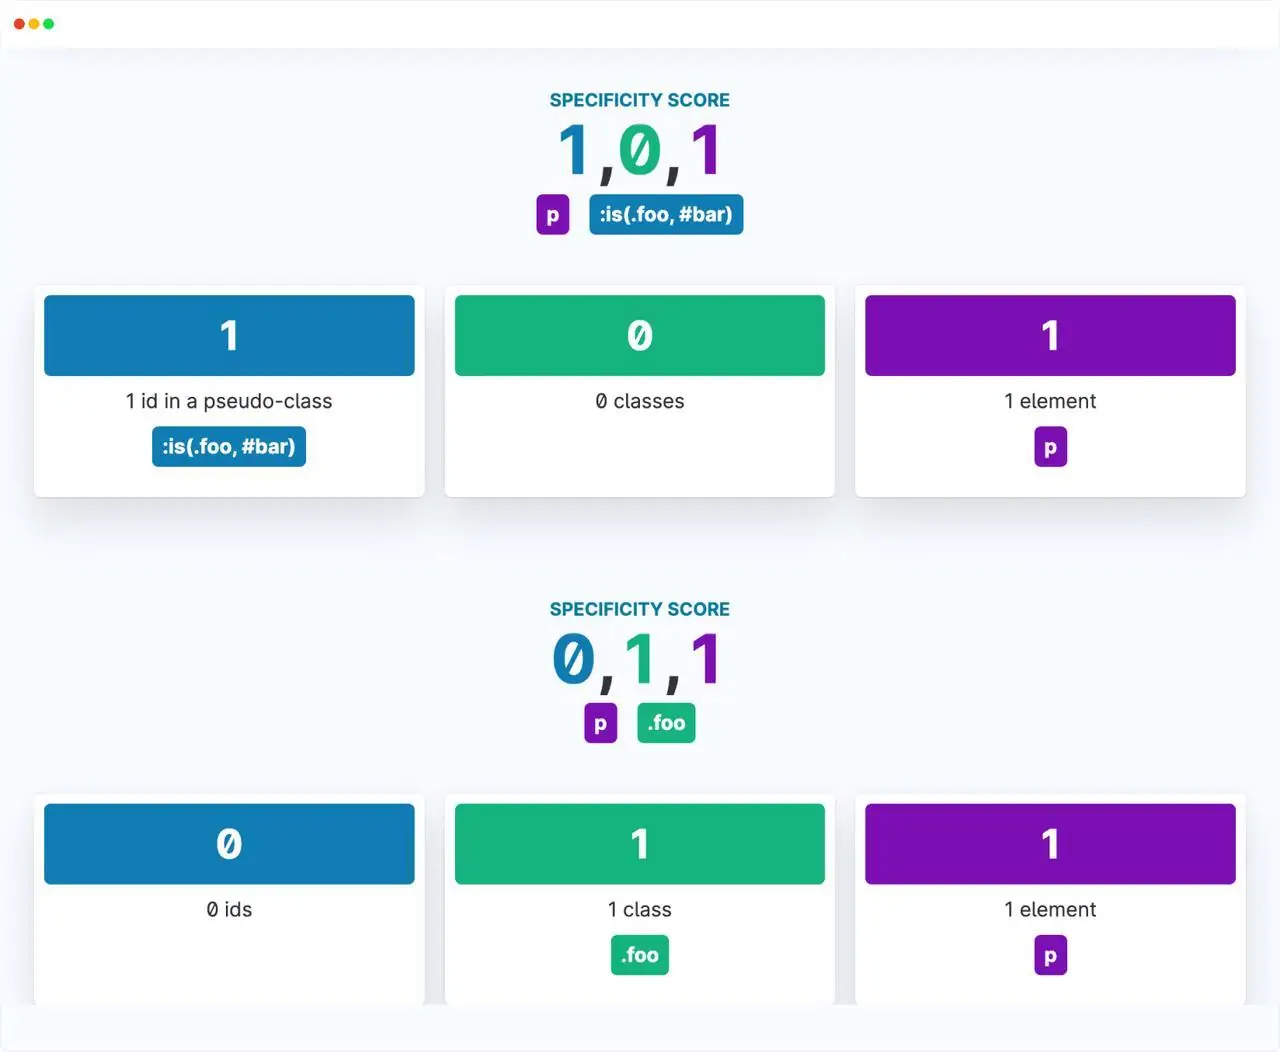 SPECIFICITY SCORE
1,0,1
p :is(.foo, #bar)
1 0 1
1 id in a pseudo-class 0 classes 1 element
:is(.foo, #bar) p
SPECIFICITY SCORE
0,1,1
p .foo
0 1 1
0 ids 1 class 1 element
.foo p